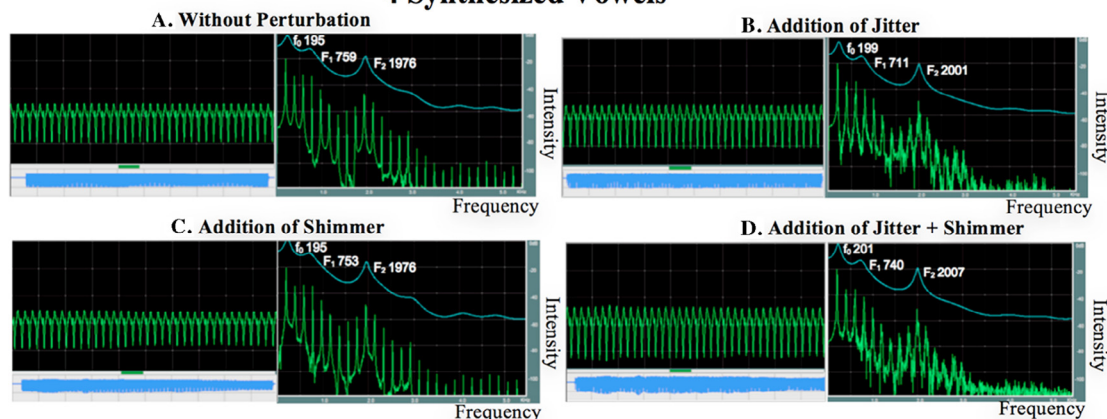 4 Synthesized Vowels
A. Without Perturbation
f₀ 195
F₁ 759
F₂ 1976
Intensity
Frequency
B. Addition of Jitter
f₀ 199
F₁ 711
F₂ 2001
Intensity
Frequency
C. Addition of Shimmer
f₀ 195
F₁ 753
F₂ 1976
Intensity
Frequency
D. Addition of Jitter + Shimmer
f₀ 201
F₁ 740
F₂ 2007
Intensity
Frequency